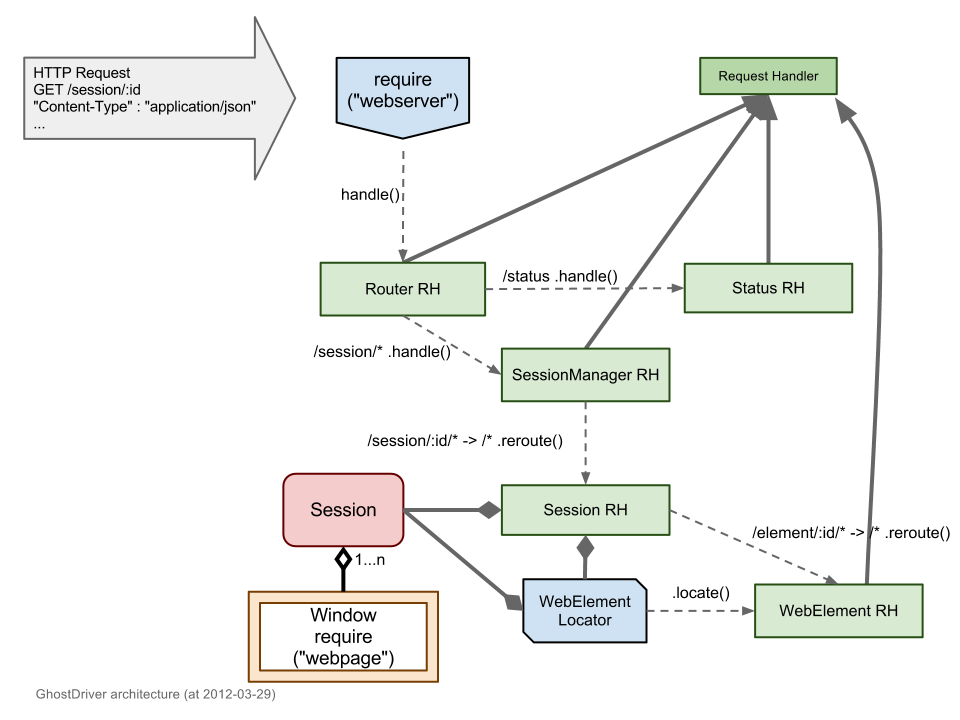 HTTP Request
GET /session/:id
"Content-Type" : "application/json"
...
require
("webserver")
Request Handler
handle()
Router RH
/status .handle()
Status RH
/session/* .handle()
SessionManager RH
/session/:id/* -> /* .reroute()
Session
Session RH
/element/:id/* -> /* .reroute()
1...n
WebElement
Locator
.locate()
WebElement RH
Window
require
("webpage")
GhostDriver architecture (at 2012-03-29)